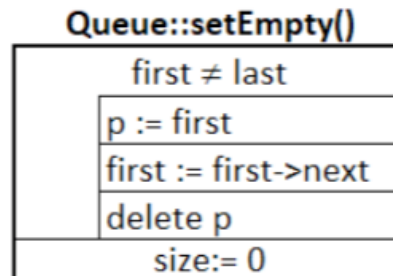 Queue::setEmpty()
first ≠ last
p := first
first := first->next
delete p
size:= 0